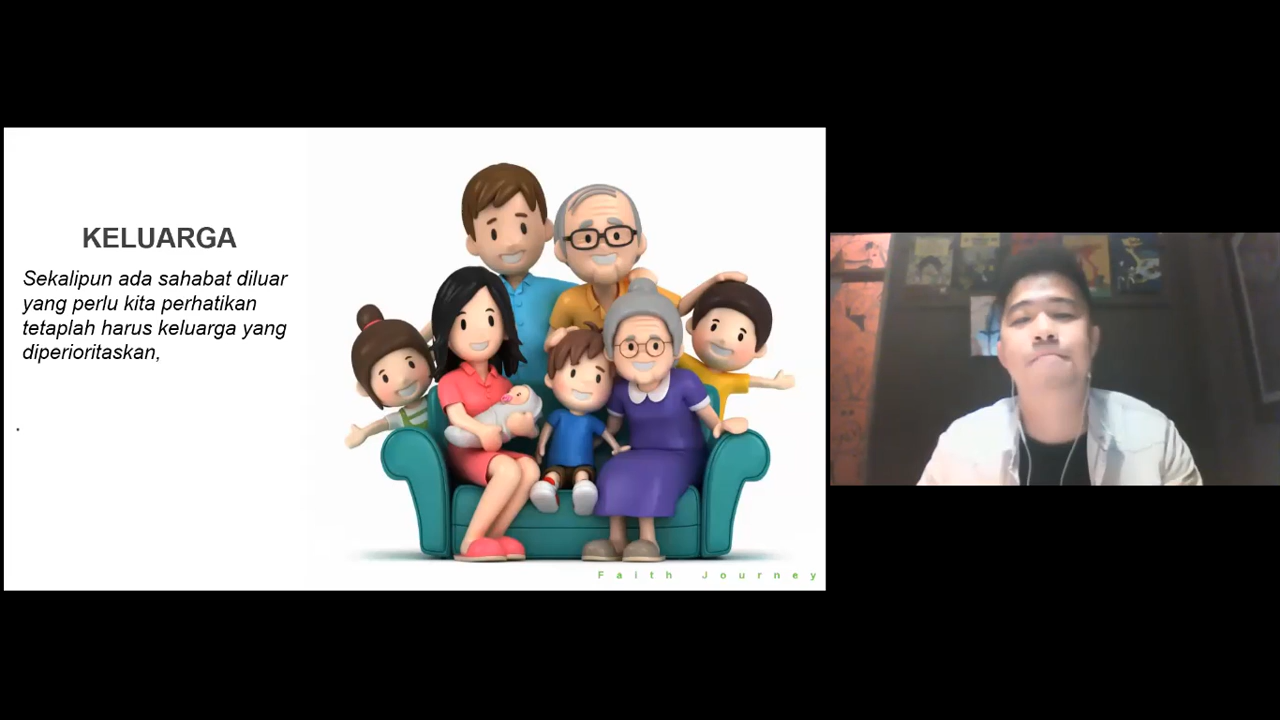 KELUARGA
Sekalipun ada sahabat diluar
yang perlu kita perhatikan
tetaplah harus keluarga yang
diperioritaskan,
.
Faith Journey